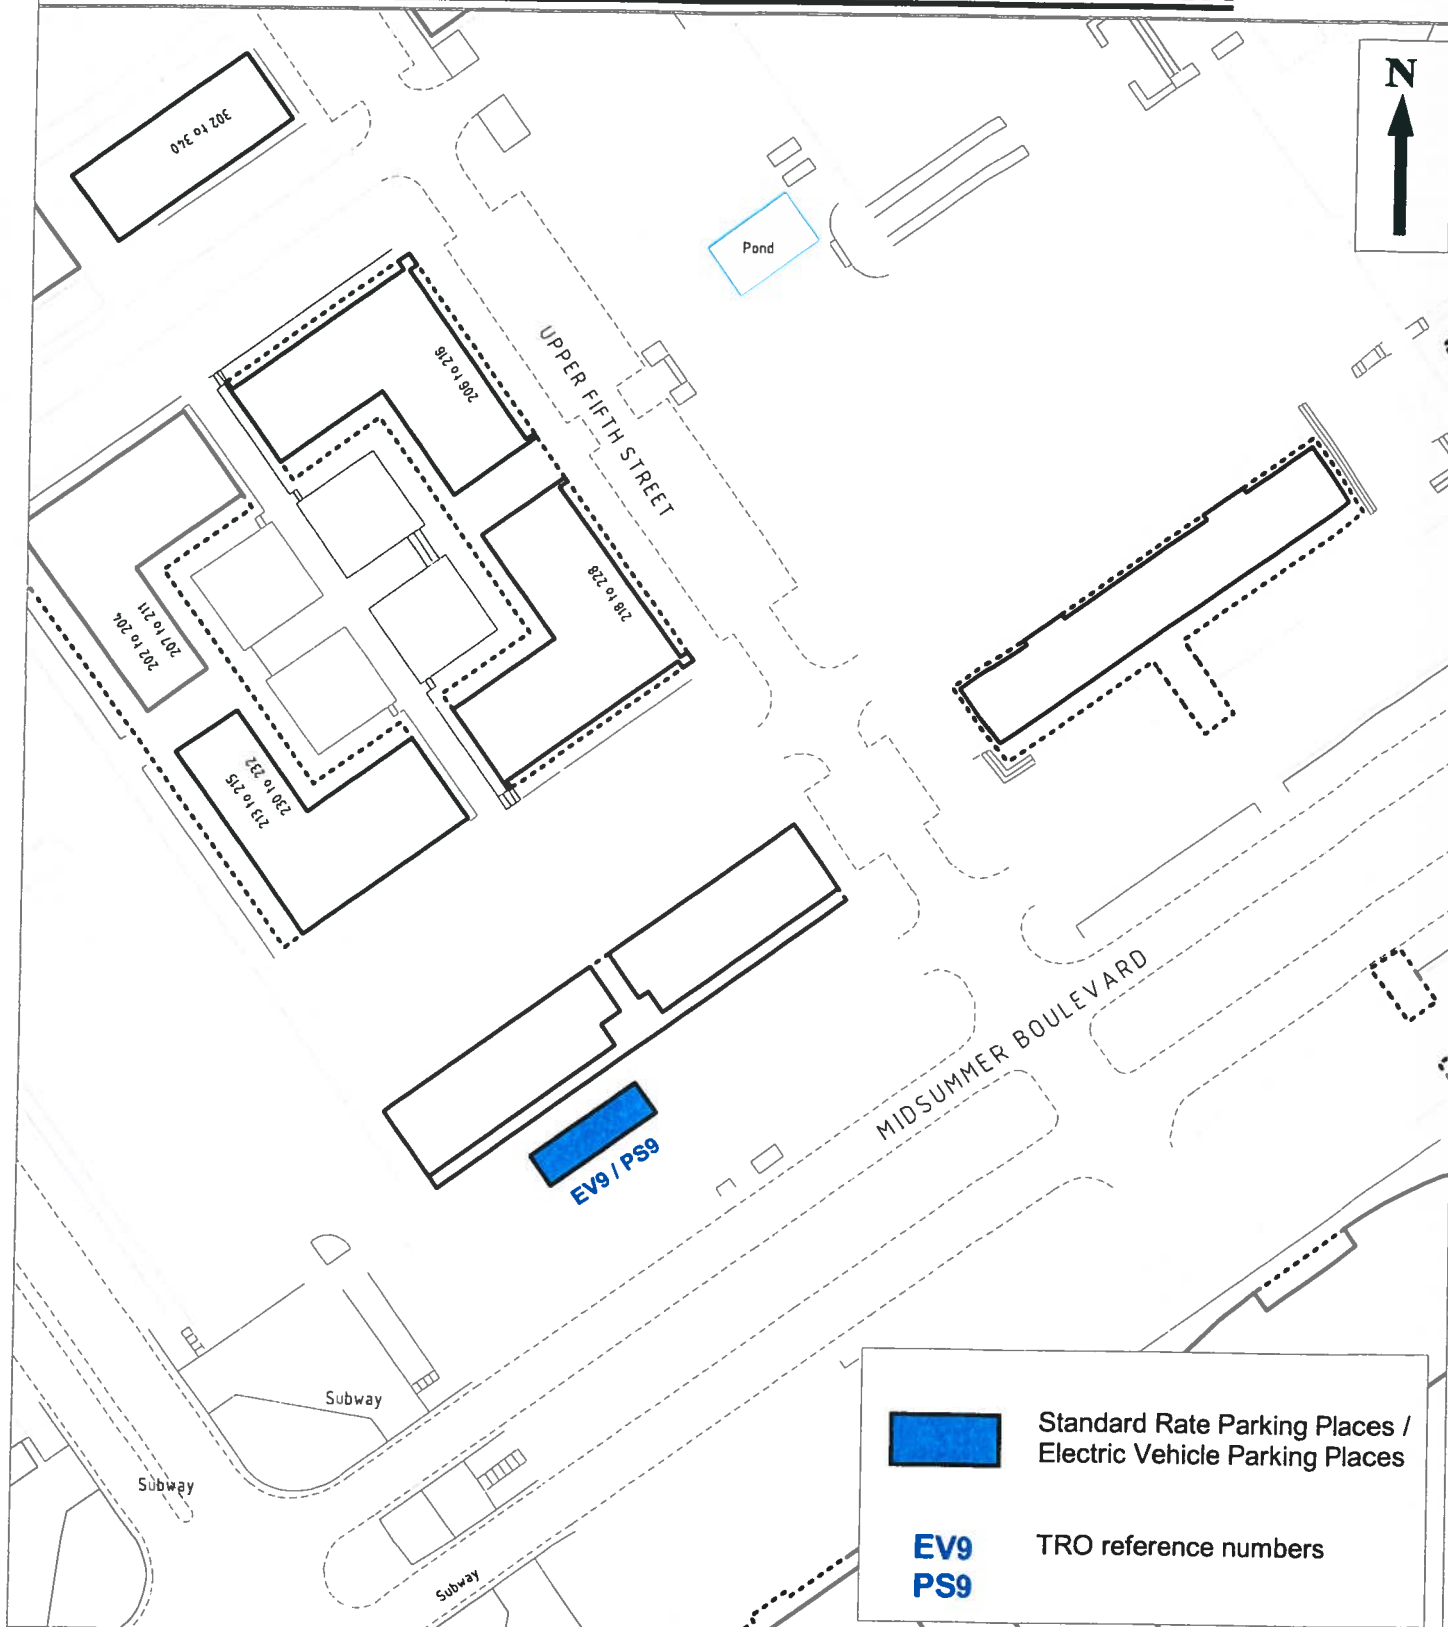 N
302 to 340
Pond
UPPER FIFTH STREET
206 to 216
218 to 228
202 to 204
207 to 211
213 to 215
230 to 232
MIDSUMMER BOULEVARD
EV9 / PS9
Subway
Subway
Subway
Standard Rate Parking Places /
Electric Vehicle Parking Places
EV9
TRO reference numbers
PS9